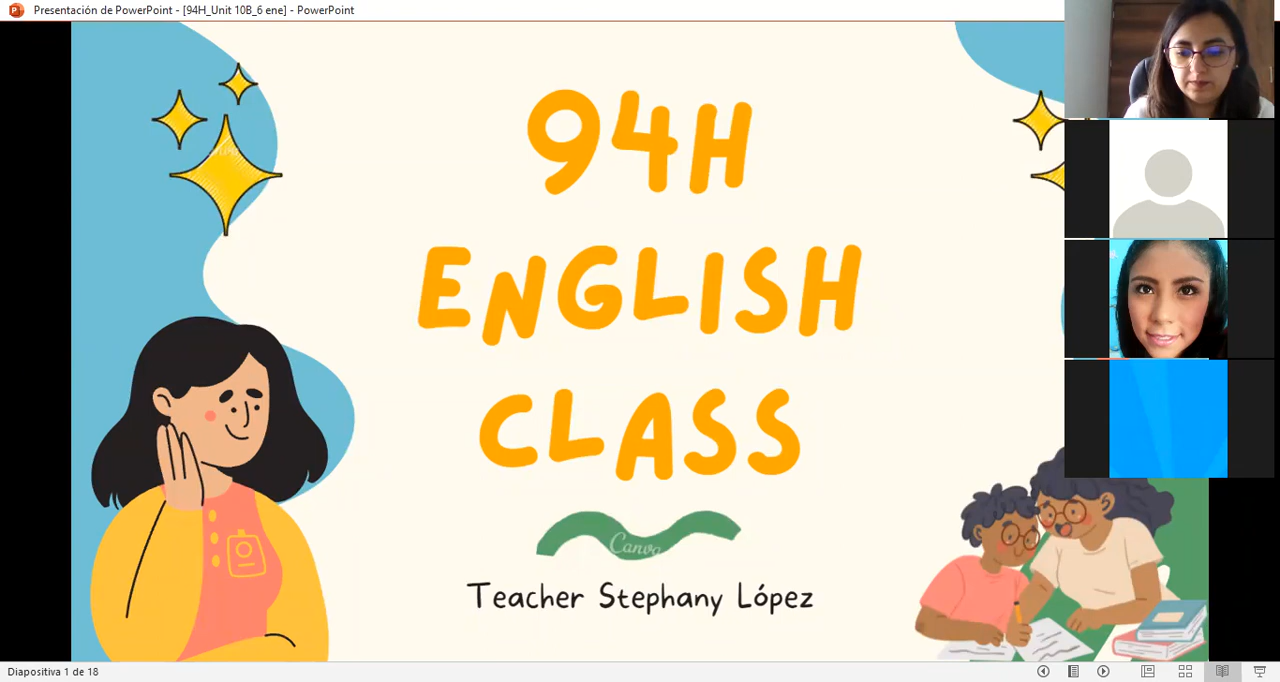 Presentación de PowerPoint - [94H_Unit 10B_6 ene] - PowerPoint
94H
ENGLISH
CLASS
Canva
Teacher Stephany López
Diapositiva 1 de 18